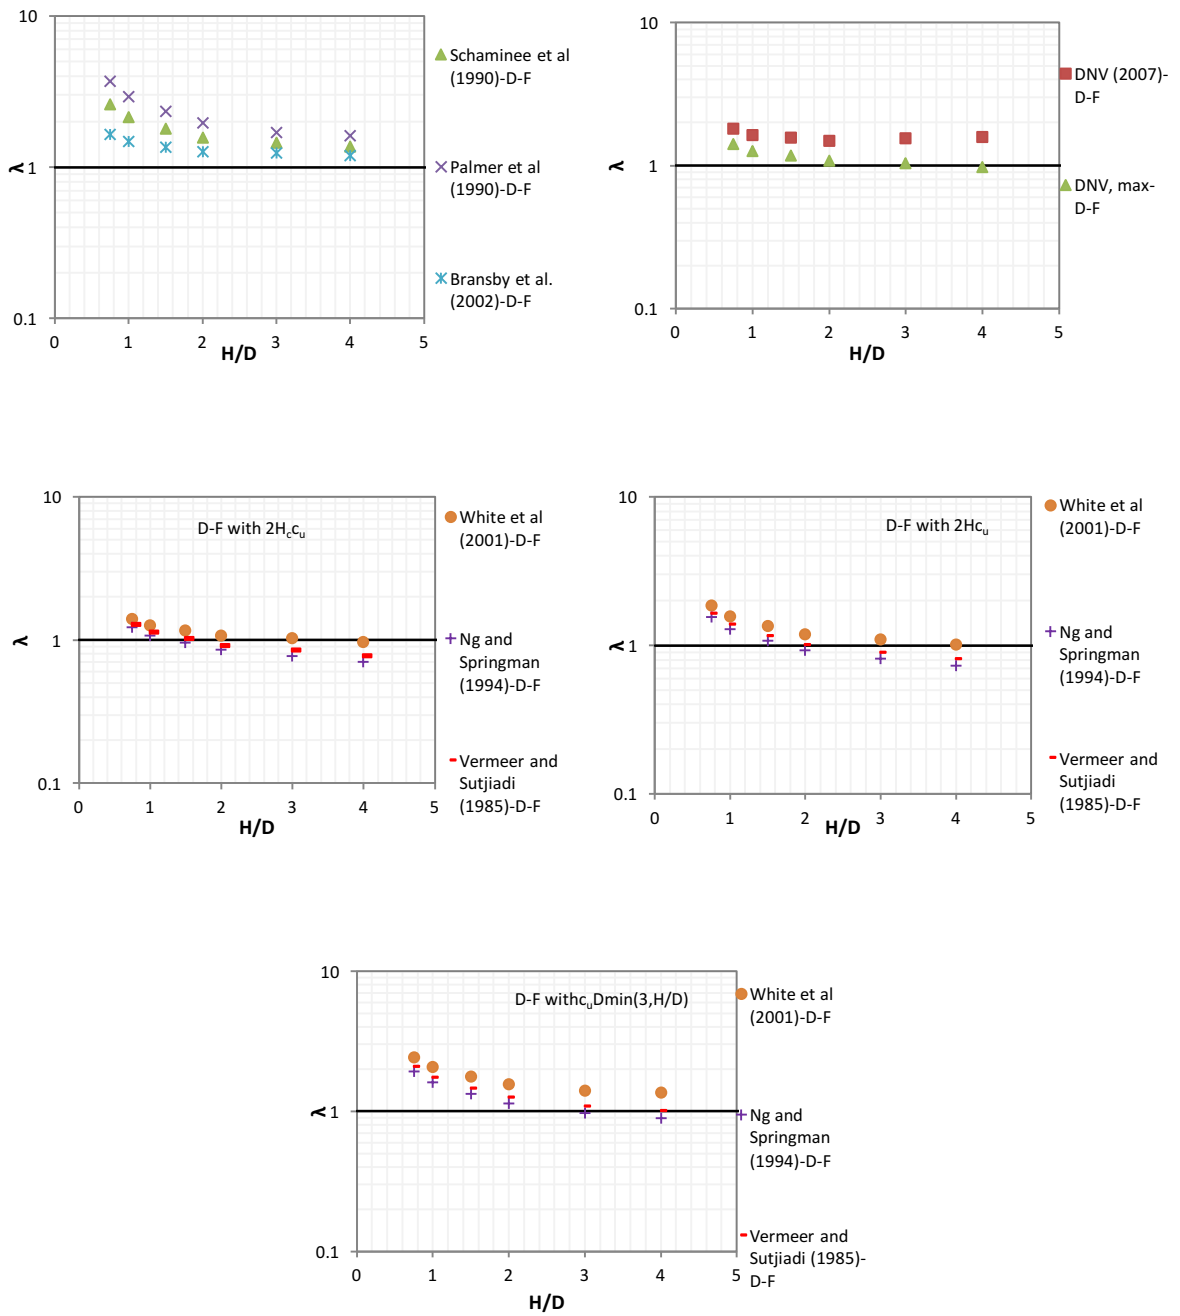 10
1
0.1
λ
0 1 2 3 4 5
H/D
Schaminee et al
(1990)-D-F
Palmer et al
(1990)-D-F
Bransby et al.
(2002)-D-F
10
1
0.1
λ
0 1 2 3 4 5
H/D
DNV (2007)-
D-F
DNV, max-
D-F
10
1
0.1
λ
D-F with 2Hccu
0 1 2 3 4 5
H/D
White et al
(2001)-D-F
Ng and
Springman
(1994)-D-F
Vermeer and
Sutjiadi
(1985)-D-F
10
1
0.1
λ
D-F with 2Hcu
0 1 2 3 4 5
H/D
White et al
(2001)-D-F
Ng and
Springman
(1994)-D-F
Vermeer and
Sutjiadi
(1985)-D-F
10
1
0.1
λ
D-F withcuDmin(3,H/D)
0 1 2 3 4 5
H/D
White et al
(2001)-D-F
Ng and
Springman
(1994)-D-F
Vermeer and
Sutjiadi (1985)-
D-F